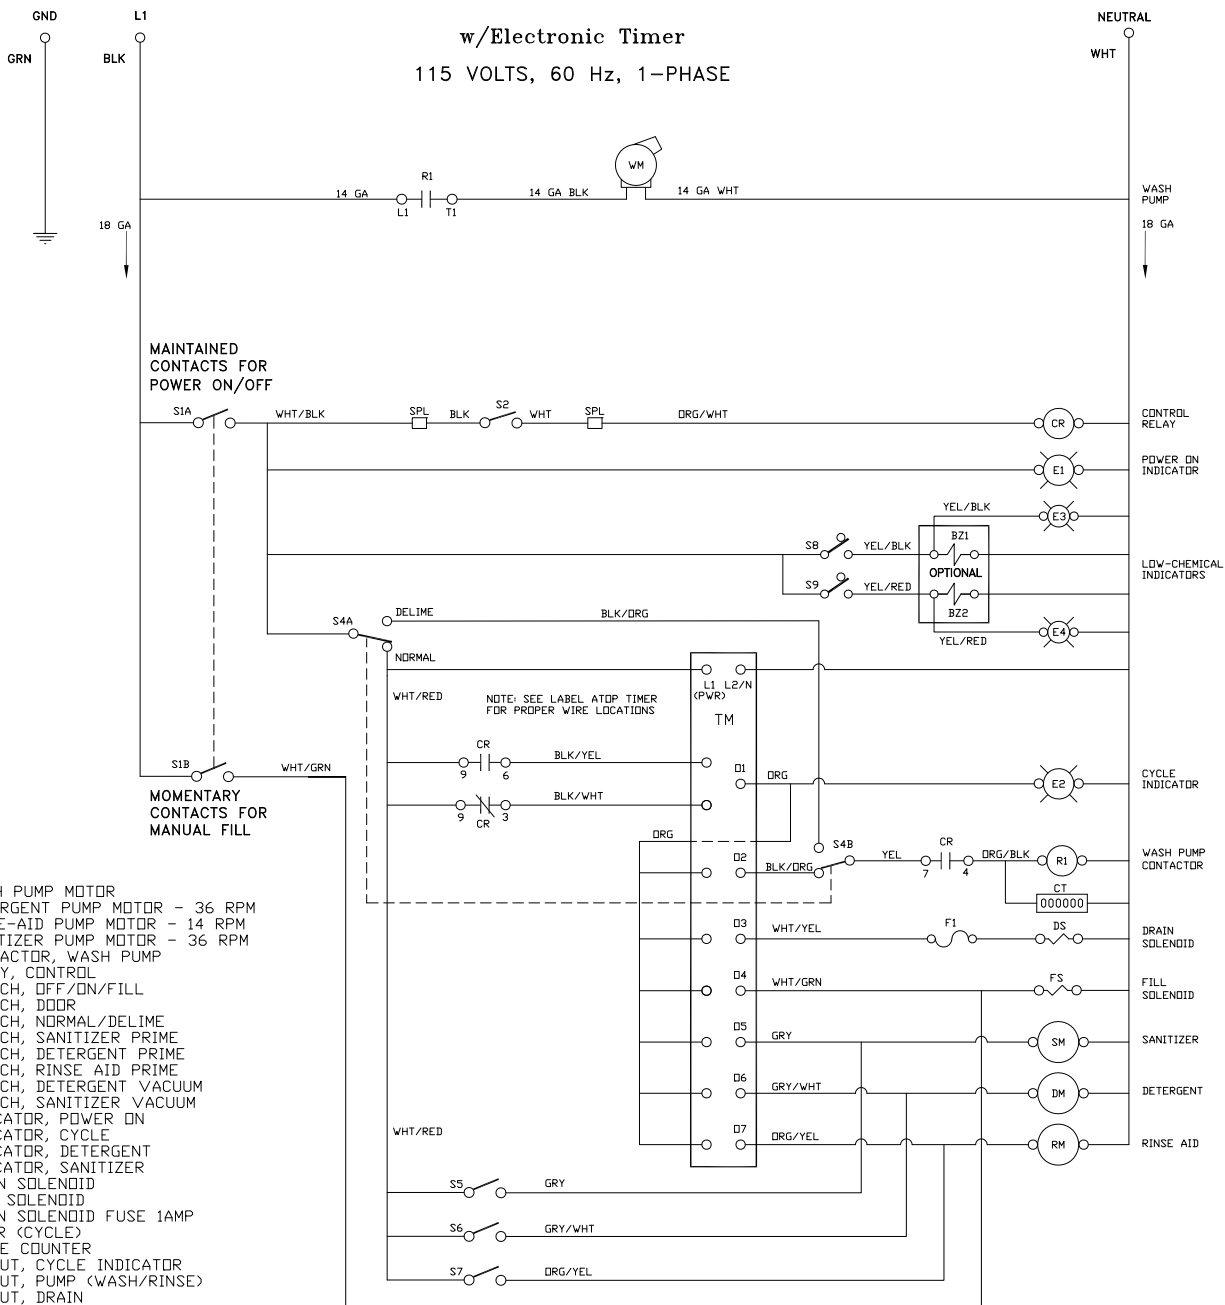 GND
L1
NEUTRAL
w/Electronic Timer
115 VOLTS, 60 Hz, 1-PHASE
GRN
BLK
WHT
R1
WM
14 GA
L1
T1
14 GA BLK
14 GA WHT
WASH
PUMP
18 GA
18 GA
MAINTAINED
CONTACTS FOR
POWER ON/OFF
S1A
WHT/BLK
SPL
BLK
S2
WHT
SPL
ORG/WHT
CR
CONTROL
RELAY
E1
POWER ON
INDICATOR
YEL/BLK
E3
S8
YEL/BLK
BZ1
OPTIONAL
LOW-CHEMICAL
INDICATORS
S9
YEL/RED
BZ2
YEL/RED
E4
S4A
DELIME
BLK/ORG
NORMAL
L1 L2/N
(PWR)
TM
WHT/RED
NOTE: SEE LABEL ATOP TIMER
FOR PROPER WIRE LOCATIONS
CR
9
6
BLK/YEL
S1B
WHT/GRN
O1
ORG
E2
CYCLE
INDICATOR
MOMENTARY
CONTACTS FOR
MANUAL FILL
9
CR
3
BLK/WHT
ORG
O2
BLK/ORG
S4B
YEL
CR
7
4
ORG/BLK
R1
WASH PUMP
CONTACTOR
CT
000000
O3
WHT/YEL
F1
DS
DRAIN
SOLENOID
O4
WHT/GRN
FS
FILL
SOLENOID
O5
GRY
SM
SANITIZER
O6
GRY/WHT
DM
DETERGENT
O7
ORG/YEL
RM
RINSE AID
WHT/RED
S5
GRY
S6
GRY/WHT
S7
ORG/YEL
H PUMP MOTOR
RGENT PUMP MOTOR - 36 RPM
E-AID PUMP MOTOR - 14 RPM
TIZER PUMP MOTOR - 36 RPM
ACTOR, WASH PUMP
Y, CONTROL
CH, OFF/ON/FILL
CH, DOOR
CH, NORMAL/DELIME
CH, SANITIZER PRIME
CH, DETERGENT PRIME
CH, RINSE AID PRIME
CH, DETERGENT VACUUM
CH, SANITIZER VACUUM
CATOR, POWER ON
CATOR, CYCLE
CATOR, DETERGENT
CATOR, SANITIZER
N SOLENOID
SOLENOID
N SOLENOID FUSE 1AMP
R (CYCLE)
E COUNTER
UT, CYCLE INDICATOR
UT, PUMP (WASH/RINSE)
UT, DRAIN